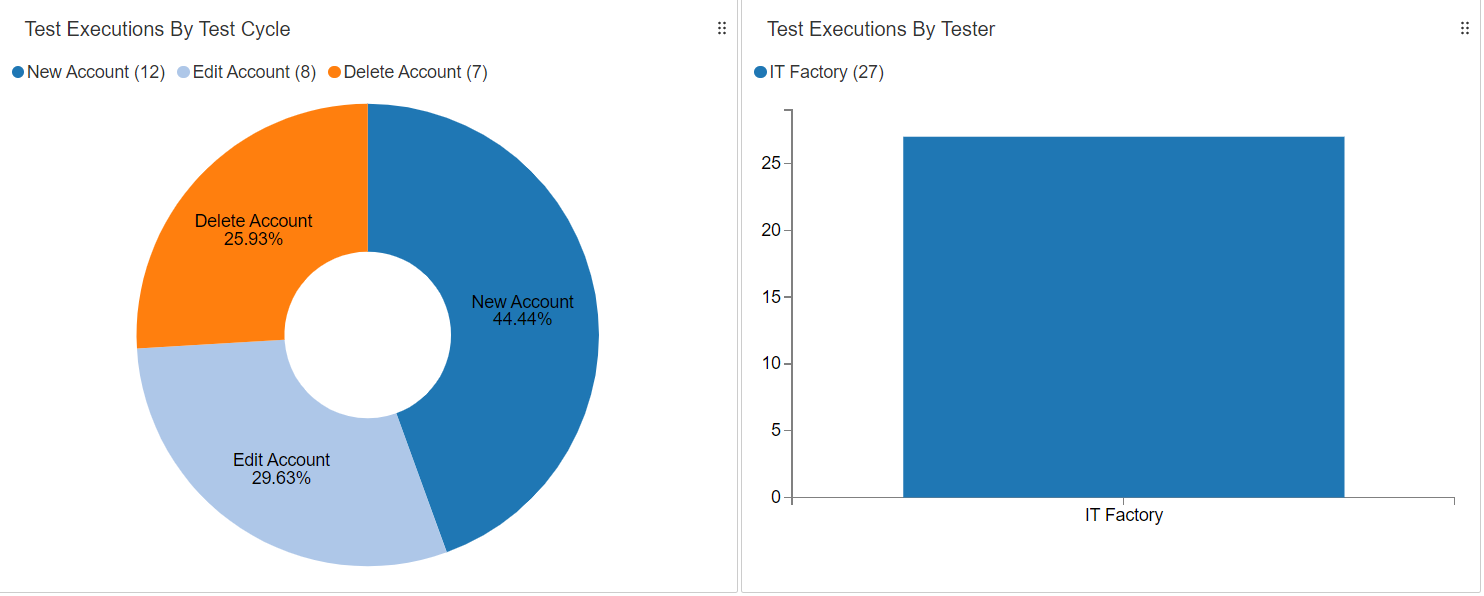 Test Executions By Test Cycle
New Account (12) Edit Account (8) Delete Account (7)
Delete Account
25.93%
New Account
44.44%
Edit Account
29.63%
Test Executions By Tester
IT Factory (27)
25
20
15
10
5
0
IT Factory